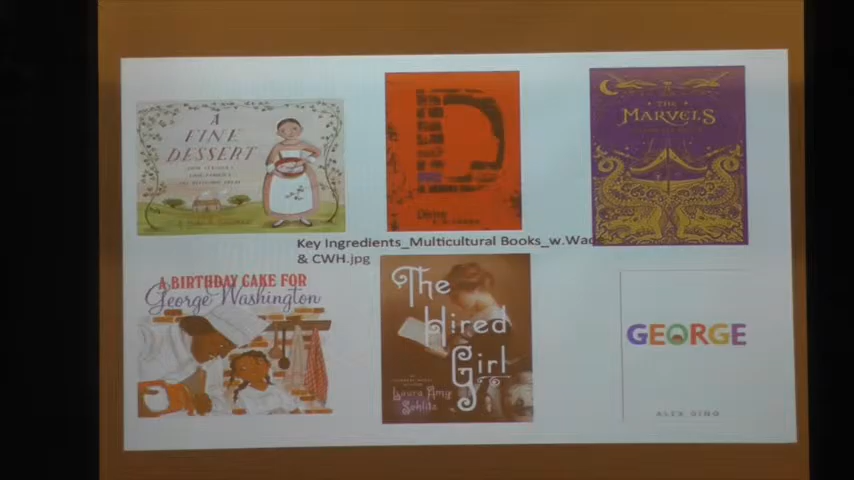 A
FINE
DESSERT
D
THE
MARVELS
Key Ingredients_Multicultural Books_w.Wad
& CWH.jpg
A BIRTHDAY CAKE FOR
George Washington
The
Hired
Girl
Laura Amy
Schlitz
GEORGE
ALEX GINO